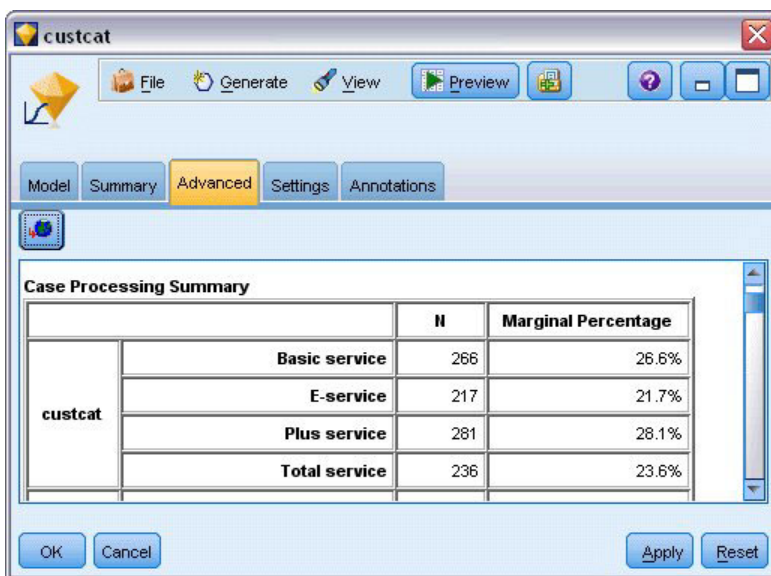 custcat
File Generate View Preview
Model Summary Advanced Settings Annotations
Case Processing Summary
N Marginal Percentage
custcat
Basic service 266 26.6%
E-service 217 21.7%
Plus service 281 28.1%
Total service 236 23.6%
OK Cancel Apply Reset